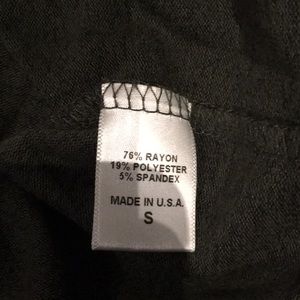 76% RAYON
19% POLYESTER
5% SPANDEX
MADE IN U.S.A.
S